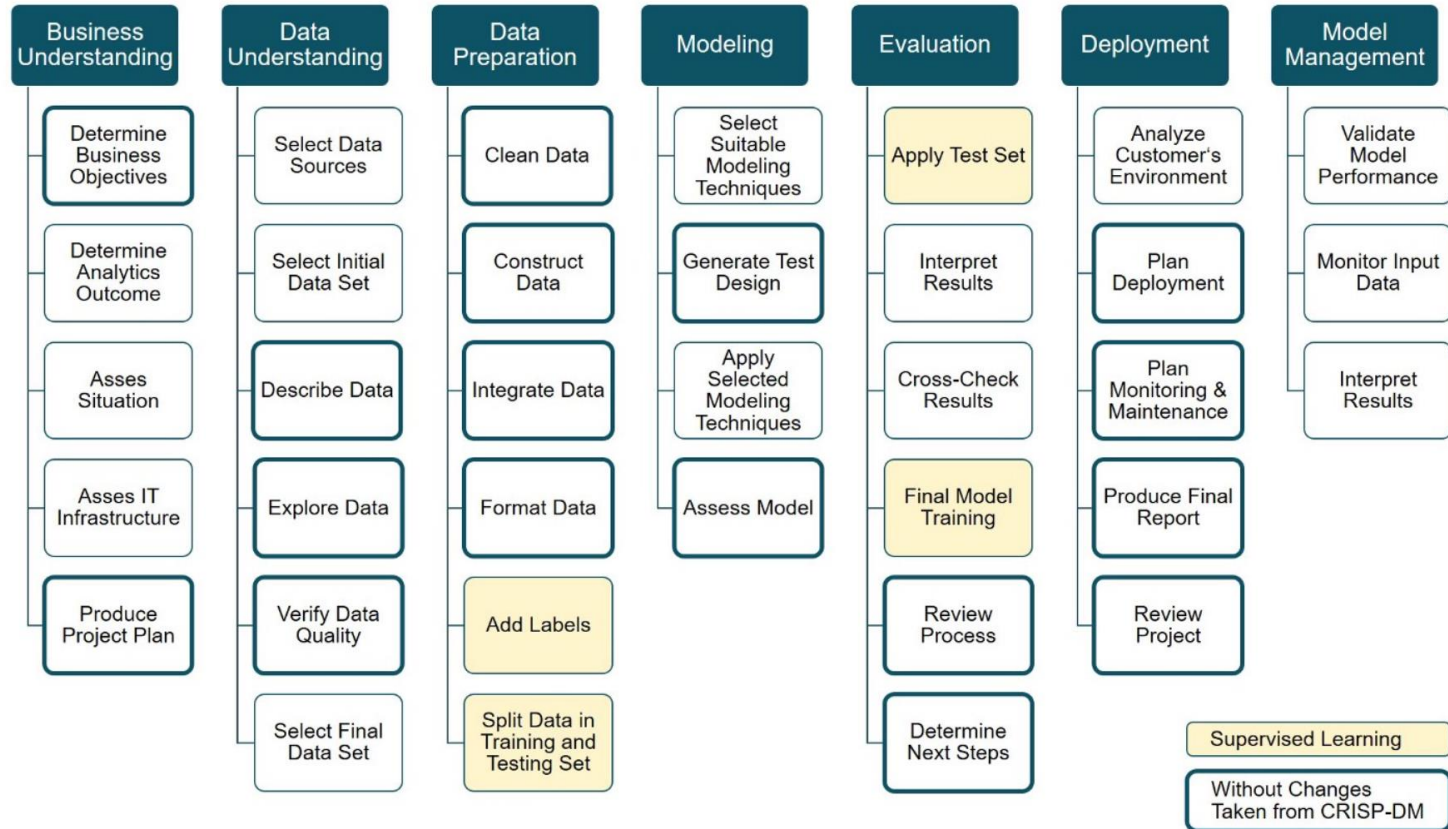 Business
Understanding
Data
Understanding
Data
Preparation
Modeling
Evaluation
Deployment
Model
Management
Determine
Business
Objectives
Determine
Analytics
Outcome
Asses
Situation
Asses IT
Infrastructure
Produce
Project Plan
Select Data
Sources
Select Initial
Data Set
Describe Data
Explore Data
Verify Data
Quality
Select Final
Data Set
Clean Data
Construct
Data
Integrate Data
Format Data
Add Labels
Split Data in
Training and
Testing Set
Select
Suitable
Modeling
Techniques
Generate Test
Design
Apply
Selected
Modeling
Techniques
Assess Model
Apply Test Set
Interpret
Results
Cross-Check
Results
Final Model
Training
Review
Process
Determine
Next Steps
Analyze
Customer‘s
Environment
Plan
Deployment
Plan
Monitoring &
Maintenance
Produce Final
Report
Review
Project
Validate
Model
Performance
Monitor Input
Data
Interpret
Results
Supervised Learning
Without Changes
Taken from CRISP-DM